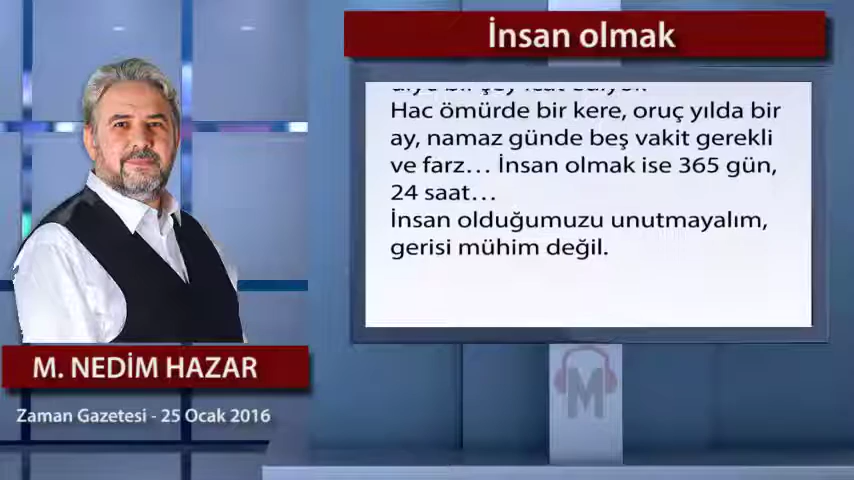 İnsan olmak
Hac ömürde bir kere, oruç yılda bir
ay, namaz günde beş vakit gerekli
ve farz... İnsan olmak ise 365 gün,
24 saat...
İnsan olduğumuzu unutmayalım,
gerisi mühim değil.
M. NEDİM HAZAR
Zaman Gazetesi - 25 Ocak 2016
M